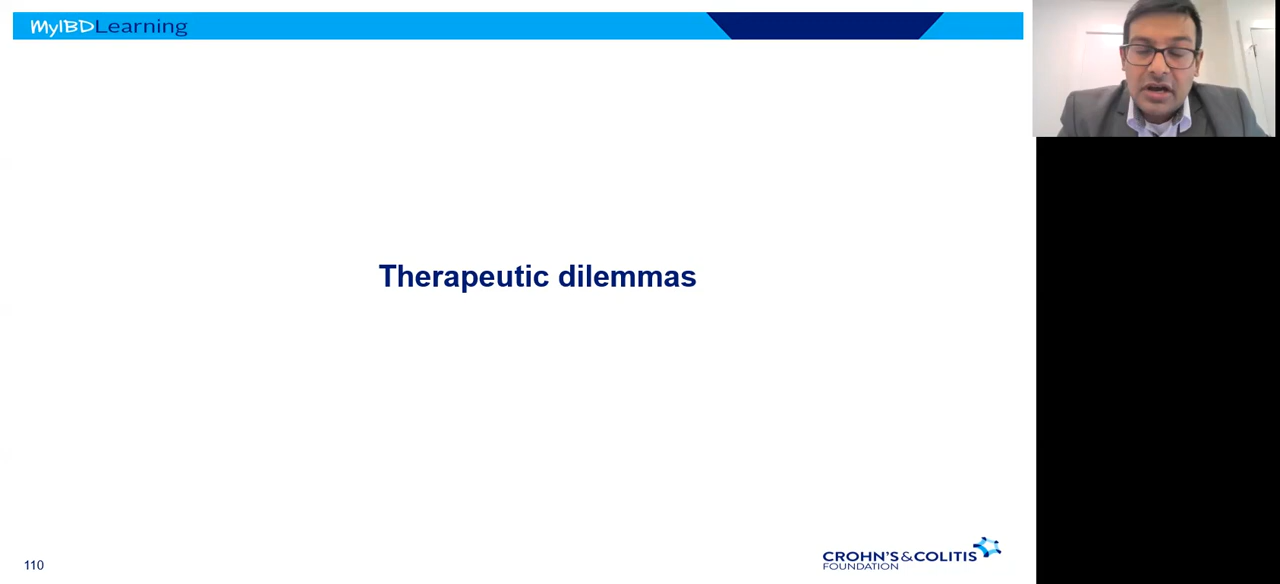 MyIBDLearning
Therapeutic dilemmas
110
CROHN'S&COLITIS
FOUNDATION